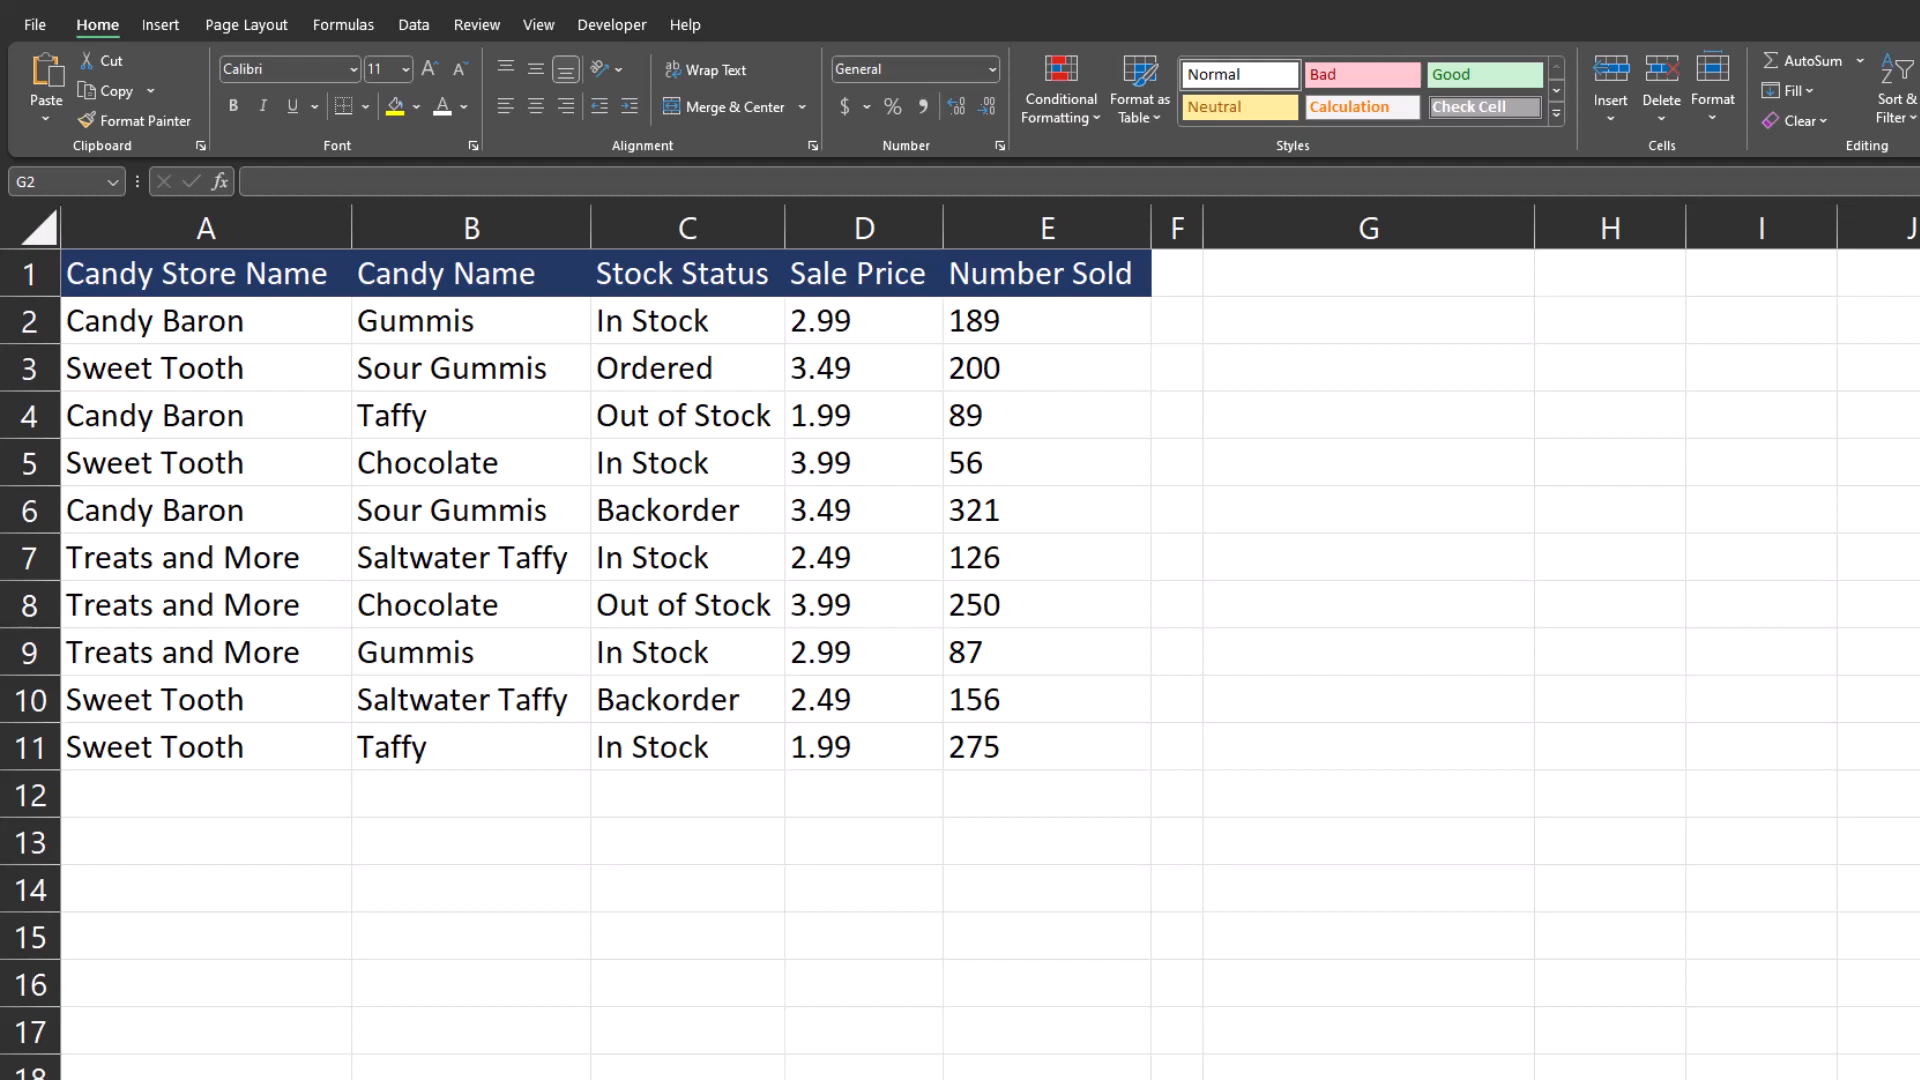 File Home Insert Page Layout Formulas Data Review View Developer Help
Paste Cut Copy Format Painter Clipboard
Calibri 11 A A B I U A Font
Wrap Text Merge & Center Alignment
General $ % Number
Conditional Formatting Format as Table Normal Bad Good Neutral Calculation Check Cell Styles
Insert Delete Format Cells
AutoSum Fill Clear Sort & Filter Editing
G2 fx
A B C D E F G H I J
1 Candy Store Name Candy Name Stock Status Sale Price Number Sold
2 Candy Baron Gummis In Stock 2.99 189
3 Sweet Tooth Sour Gummis Ordered 3.49 200
4 Candy Baron Taffy Out of Stock 1.99 89
5 Sweet Tooth Chocolate In Stock 3.99 56
6 Candy Baron Sour Gummis Backorder 3.49 321
7 Treats and More Saltwater Taffy In Stock 2.49 126
8 Treats and More Chocolate Out of Stock 3.99 250
9 Treats and More Gummis In Stock 2.99 87
10 Sweet Tooth Saltwater Taffy Backorder 2.49 156
11 Sweet Tooth Taffy In Stock 1.99 275
12
13
14
15
16
17
18